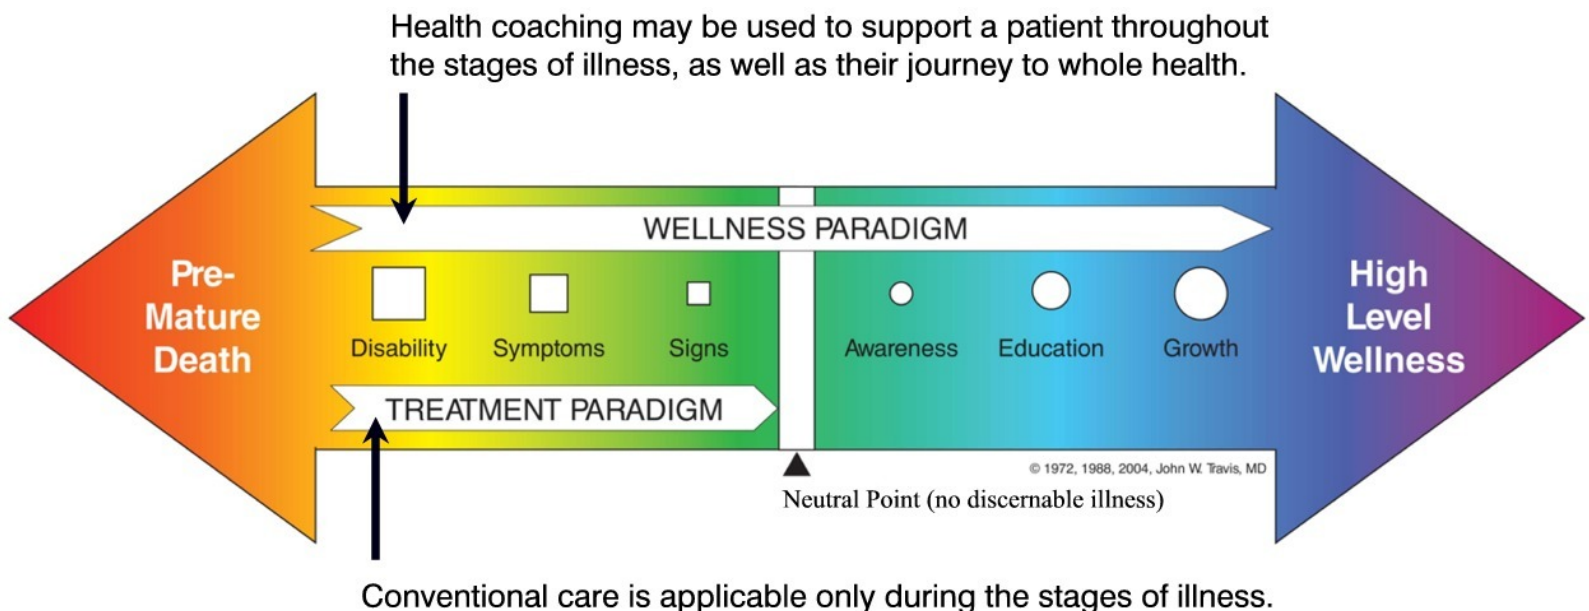 Health coaching may be used to support a patient throughout
the stages of illness, as well as their journey to whole health.
WELLNESS PARADIGM
Pre-
Mature
Death
Disability Symptoms Signs Awareness Education Growth
High
Level
Wellness
TREATMENT PARADIGM
© 1972, 1988, 2004, John W. Travis, MD
Neutral Point (no discernable illness)
Conventional care is applicable only during the stages of illness.